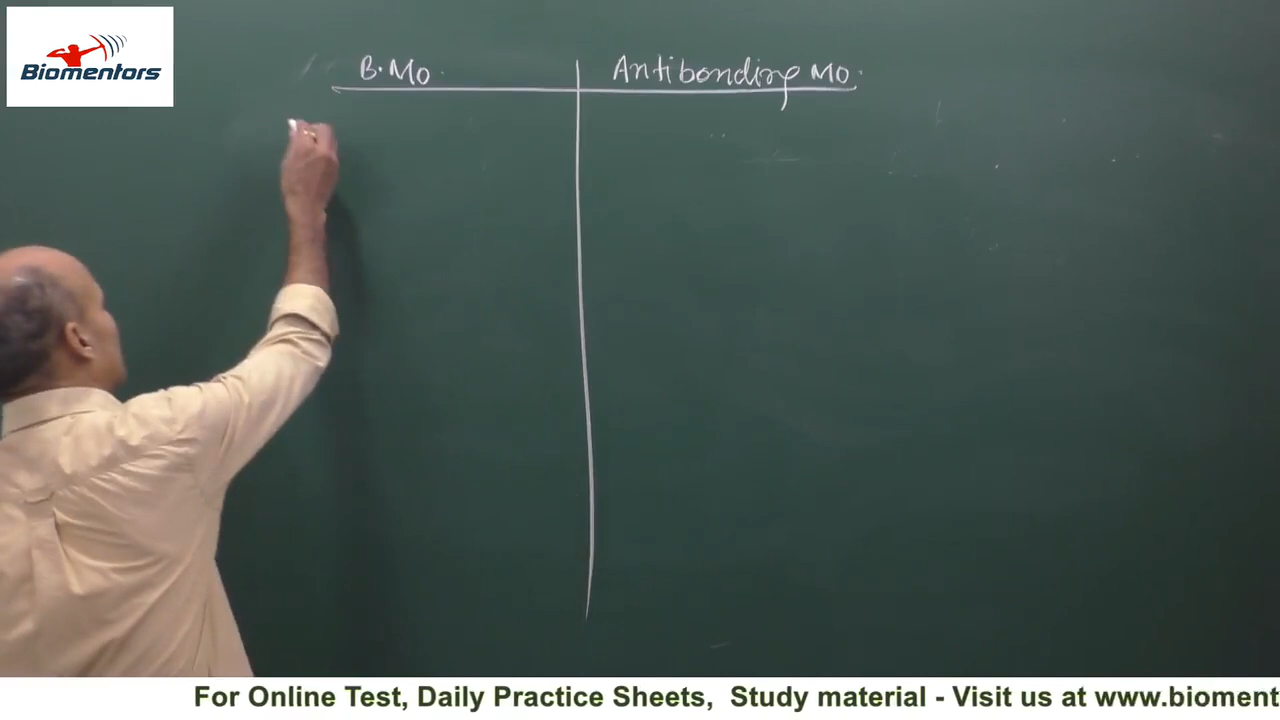 Biomentors
B. Mo.
Antibonding Mo.
For Online Test, Daily Practice Sheets, Study material - Visit us at www.bioment